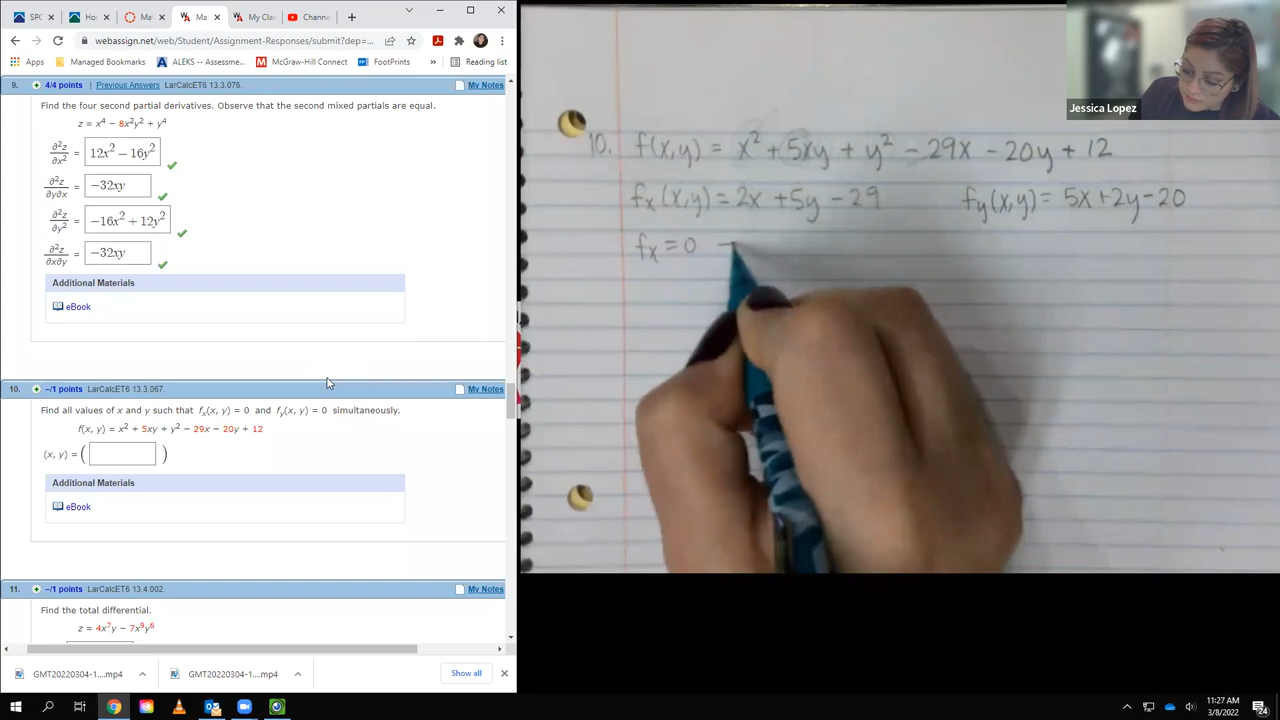 SPC
Hor
Ma
Ma
My Cla
Channe
webassign.net/web/Student/Assignment-Responses/submit?dep=...
Apps
Managed Bookmarks
ALEKS -- Assessme...
McGraw-Hill Connect
FootPrints
Reading list
9. 4/4 points Previous Answers LarCalcET6 13.3.076. My Notes
Find the four second partial derivatives. Observe that the second mixed partials are equal.
z = x⁴ − 8x²y² + y⁴
∂²z/∂x² = 12x² − 16y²
∂²z/∂y∂x = −32xy
∂²z/∂y² = −16x² + 12y²
∂²z/∂x∂y = −32xy
Additional Materials
eBook
10. –/1 points LarCalcET6 13.3.067. My Notes
Find all values of x and y such that fₓ(x, y) = 0 and f_y(x, y) = 0 simultaneously.
f(x, y) = x² + 5xy + y² − 29x − 20y + 12
(x, y) = ( )
Additional Materials
eBook
11. –/1 points LarCalcET6 13.4.002. My Notes
Find the total differential.
z = 4x⁷y − 7x⁹y⁶
GMT20220304-1....mp4
GMT20220304-1....mp4
Show all
11:27 AM
3/8/2022
24
Jessica Lopez
10. f(x,y) = x² + 5xy + y² − 29x − 20y + 12
fₓ(x,y) = 2x + 5y − 29 f_y(x,y) = 5x + 2y − 20
fₓ = 0